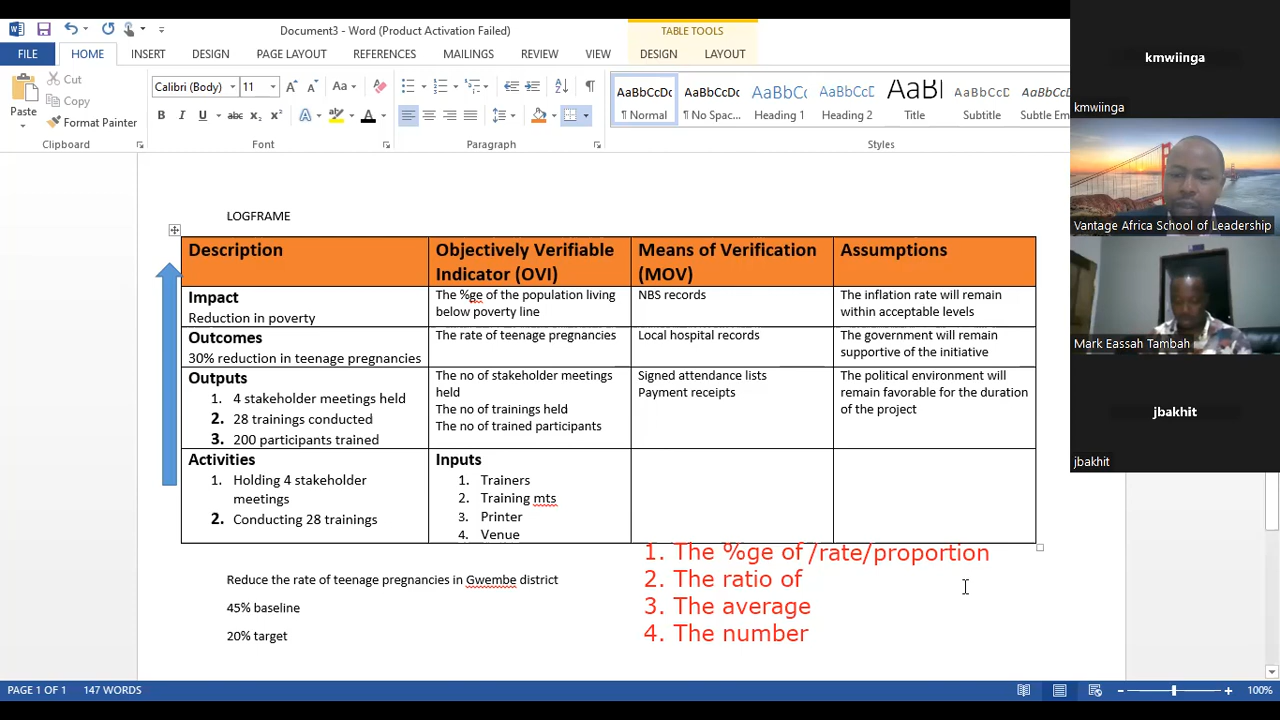 Document3 - Word (Product Activation Failed)
TABLE TOOLS
FILE HOME INSERT DESIGN PAGE LAYOUT REFERENCES MAILINGS REVIEW VIEW DESIGN LAYOUT
Cut
Copy
Format Painter
Paste
Clipboard
Calibri (Body) 11
Font
Paragraph
AaBbCcDc AaBbCcDc AaBbCc AaBbCcD AaBl AaBbCcD AaBbCcD
¶ Normal ¶ No Spac... Heading 1 Heading 2 Title Subtitle Subtle Em
Styles
kmwiinga
kmwiinga
Vantage Africa School of Leadership
Mark Eassah Tambah
jbakhit
jbakhit
LOGFRAME
Description
Objectively Verifiable
Indicator (OVI)
Means of Verification
(MOV)
Assumptions
Impact
Reduction in poverty
The %ge of the population living
below poverty line
NBS records
The inflation rate will remain
within acceptable levels
Outcomes
30% reduction in teenage pregnancies
The rate of teenage pregnancies
Local hospital records
The government will remain
supportive of the initiative
Outputs
1. 4 stakeholder meetings held
2. 28 trainings conducted
3. 200 participants trained
The no of stakeholder meetings
held
The no of trainings held
The no of trained participants
Signed attendance lists
Payment receipts
The political environment will
remain favorable for the duration
of the project
Activities
1. Holding 4 stakeholder
meetings
2. Conducting 28 trainings
Inputs
1. Trainers
2. Training mts
3. Printer
4. Venue
1. The %ge of /rate/proportion
2. The ratio of
3. The average
4. The number
Reduce the rate of teenage pregnancies in Gwembe district
45% baseline
20% target
PAGE 1 OF 1 147 WORDS
100%